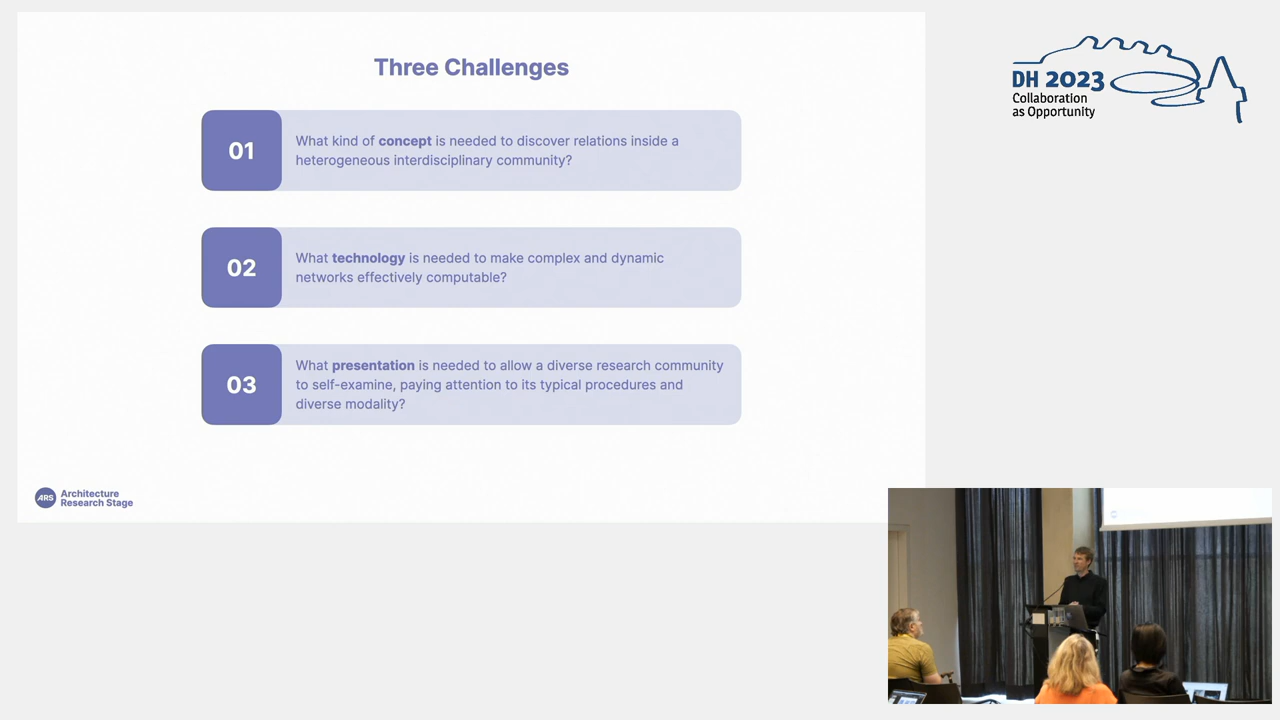 Three Challenges
01
What kind of concept is needed to discover relations inside a
heterogeneous interdisciplinary community?
02
What technology is needed to make complex and dynamic
networks effectively computable?
03
What presentation is needed to allow a diverse research community
to self-examine, paying attention to its typical procedures and
diverse modality?
ARS
Architecture
Research Stage
DH 2023
Collaboration
as Opportunity